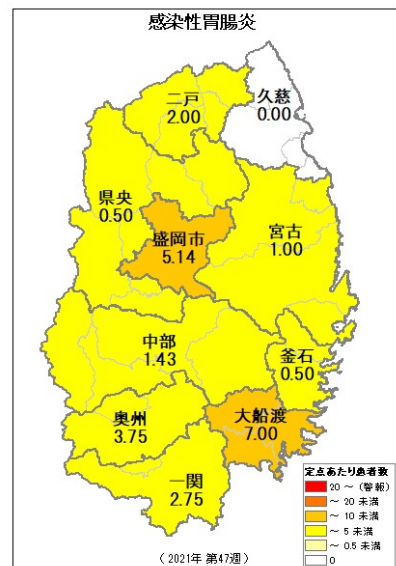 感染性胃腸炎
二戸
2.00
久慈
0.00
県央
0.50
盛岡市
5.14
宮古
1.00
中部
1.43
釜石
0.50
奥州
3.75
大船渡
7.00
一関
2.75
定点あたり患者数
20 ～ (警報)
～ 20 未満
～ 10 未満
～ 5 未満
～ 0.5 未満
0
( 2021年 第47週 )